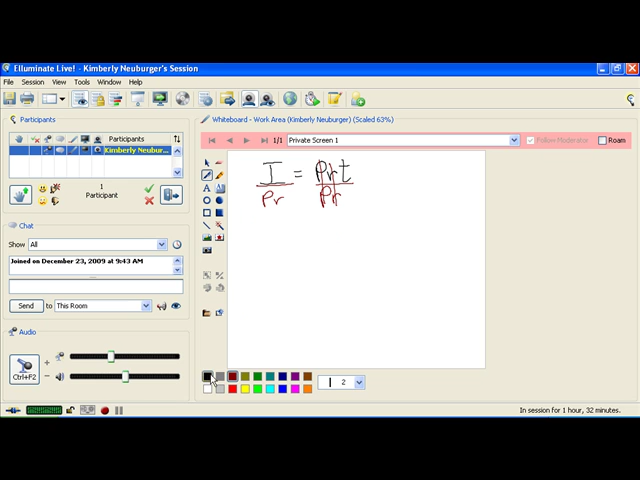 Elluminate Live! - Kimberly Neuburger's Session
File Session View Tools Window Help
Participants
Participants
Kimberly Neubur...
1
Participant
Chat
Show All
Joined on December 23, 2009 at 9:43 AM
Send to This Room
Audio
Ctrl+F2
+
-
Whiteboard - Work Area (Kimberly Neuburger) (Scaled 63%)
1/1 Private Screen 1 Follow Moderator Roam
A
I = Prt
Pr Pr
2
In session for 1 hour, 32 minutes.